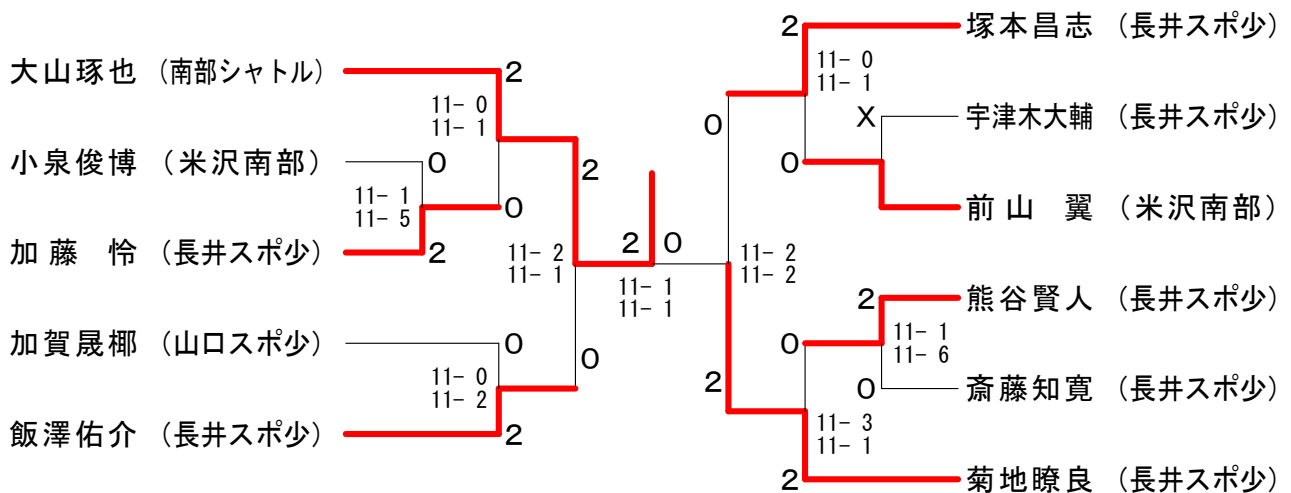 大山琢也 (南部シャトル)
2
11- 0
11- 1
小泉俊博 (米沢南部)
0
11- 1
11- 5
0
加藤 怜 (長井スポ少)
2
2
11- 2
11- 1
加賀晟梛 (山口スポ少)
0
11- 0
11- 2
0
飯澤佑介 (長井スポ少)
2
2 0
11- 1
11- 1
2
塚本昌志 (長井スポ少)
11- 0
11- 1
0
X
宇津木大輔 (長井スポ少)
0
前山 翼 (米沢南部)
11- 2
11- 2
2
熊谷賢人 (長井スポ少)
11- 1
11- 6
0
0
斎藤知寛 (長井スポ少)
2
11- 3
11- 1
2
菊地瞭良 (長井スポ少)